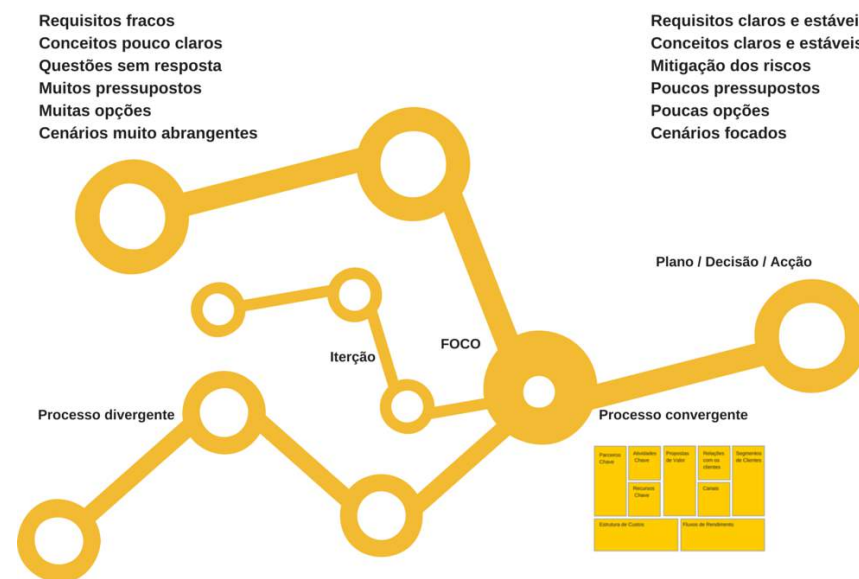 Requisitos fracos
Conceitos pouco claros
Questões sem resposta
Muitos pressupostos
Muitas opções
Cenários muito abrangentes
Requisitos claros e estávei
Conceitos claros e estáveis
Mitigação dos riscos
Poucos pressupostos
Poucas opções
Cenários focados
Plano / Decisão / Acção
FOCO
Iterção
Processo divergente
Processo convergente
Parceiros
Chave
Atividades
Chave
Recursos
Chave
Propostas
de Valor
Relações
com os
clientes
Canais
Segmentos
de Clientes
Estrutura de Custos
Fluxos de Rendimento